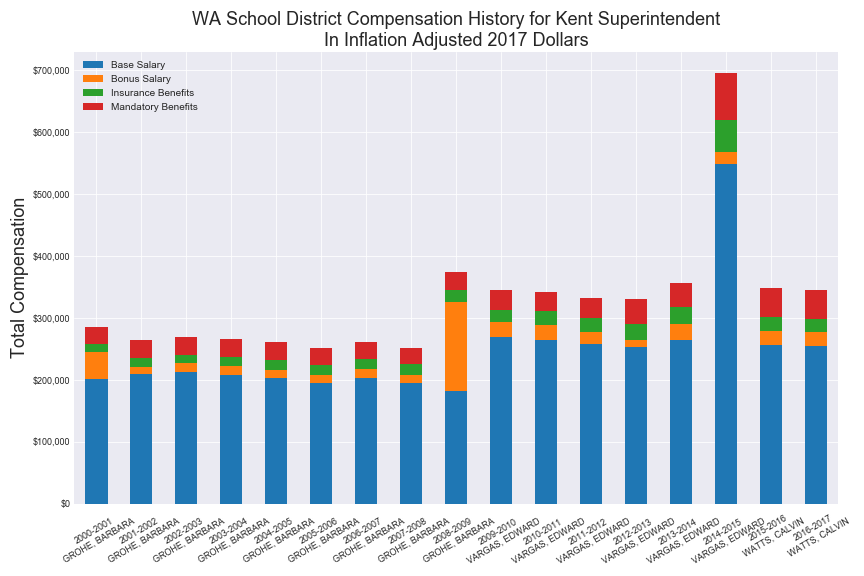 WA School District Compensation History for Kent Superintendent
In Inflation Adjusted 2017 Dollars
Base Salary
Bonus Salary
Insurance Benefits
Mandatory Benefits
Total Compensation
$700,000
$600,000
$500,000
$400,000
$300,000
$200,000
$100,000
$0
2000-2001
GROHE, BARBARA
2001-2002
GROHE, BARBARA
2002-2003
GROHE, BARBARA
2003-2004
GROHE, BARBARA
2004-2005
GROHE, BARBARA
2005-2006
GROHE, BARBARA
2006-2007
GROHE, BARBARA
2007-2008
GROHE, BARBARA
2008-2009
GROHE, BARBARA
2009-2010
VARGAS, EDWARD
2010-2011
VARGAS, EDWARD
2011-2012
VARGAS, EDWARD
2012-2013
VARGAS, EDWARD
2013-2014
VARGAS, EDWARD
2014-2015
VARGAS, EDWARD
2015-2016
WATTS, CALVIN
2016-2017
WATTS, CALVIN